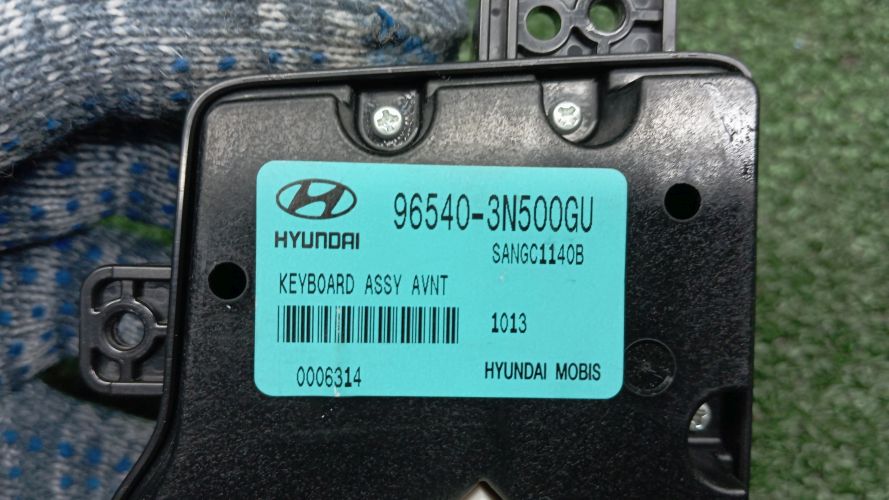 96540-3N500GU
HYUNDAI
SANGC1140B
KEYBOARD ASSY AVNT
1013
0006314
HYUNDAI MOBIS